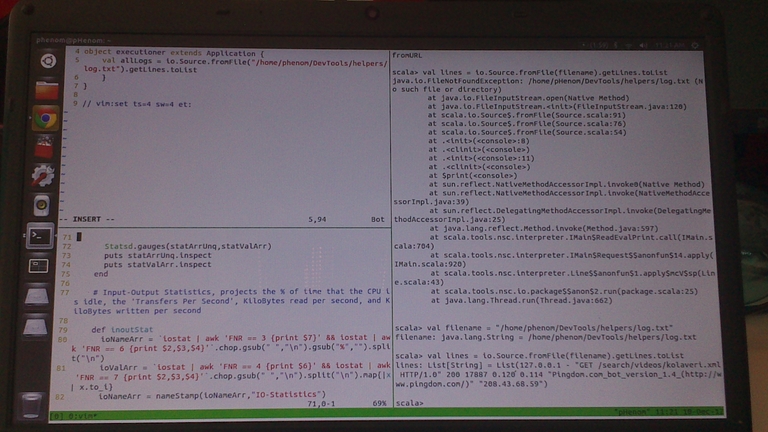 phenom@pHenom: ~
4 object executioner extends Application {
5     val allLogs = io.Source.fromFile("/home/phenom/DevTools/helpers/
log.txt").getLines.toList
6     }
7 }
8
9 // vim:set ts=4 sw=4 et:
-- INSERT --                    5,94          Bot
71
72     Statsd.gauges(statArrUnq,statValArr)
73     puts statArrUnq.inspect
74     puts statValArr.inspect
75   end
76
77   # Input-Output Statistics, projects the % of time that the CPU i
s idle, the 'Transfers Per Second', KiloBytes read per second, and K
iloBytes written per second
78
79   def inoutStat
80     ioNameArr = `iostat | awk 'FNR == 3 {print $7}' && iostat | aw
k 'FNR == 6 {print $2,$3,$4}'`.chop.gsub(" ","\n").gsub("%","").spli
t("\n")
81     ioValArr = `iostat | awk 'FNR == 4 {print $6}' && iostat | awk
'FNR == 7 {print $2,$3,$4}'`.chop.gsub(" ","\n").split("\n").map{|x
| x.to_i}
82     ioNameArr = nameStamp(ioNameArr,"IO-Statistics")
71,0-1        69%
fromURL
scala> val lines = io.Source.fromFile(filename).getLines.toList
java.io.FileNotFoundException: /home/pHenom/DevTools/helpers/log.txt (N
o such file or directory)
at java.io.FileInputStream.open(Native Method)
at java.io.FileInputStream.<init>(FileInputStream.java:120)
at scala.io.Source$.fromFile(Source.scala:91)
at scala.io.Source$.fromFile(Source.scala:76)
at scala.io.Source$.fromFile(Source.scala:54)
at .<init>(<console>:8)
at .<clinit>(<console>)
at .<init>(<console>:11)
at .<clinit>(<console>)
at $print(<console>)
at sun.reflect.NativeMethodAccessorImpl.invoke0(Native Method)
at sun.reflect.NativeMethodAccessorImpl.invoke(NativeMethodAcce
ssorImpl.java:39)
at sun.reflect.DelegatingMethodAccessorImpl.invoke(DelegatingMe
thodAccessorImpl.java:25)
at java.lang.reflect.Method.invoke(Method.java:597)
at scala.tools.nsc.interpreter.IMain$ReadEvalPrint.call(IMain.s
cala:704)
at scala.tools.nsc.interpreter.IMain$Request$$anonfun$14.apply(
IMain.scala:920)
at scala.tools.nsc.interpreter.Line$$anonfun$1.apply$mcV$sp(Lin
e.scala:43)
at scala.tools.nsc.io.package$$anon$2.run(package.scala:25)
at java.lang.Thread.run(Thread.java:662)
scala> val filename = "/home/phenom/DevTools/helpers/log.txt"
filename: java.lang.String = /home/phenom/DevTools/helpers/log.txt
scala> val lines = io.Source.fromFile(filename).getLines.toList
lines: List[String] = List(127.0.0.1 - "GET /search/videos/kolaveri.xml
HTTP/1.0" 200 17887 0.120 0.114 "Pingdom.com_bot_version_1.4_(http://ww
w.pingdom.com/)" "208.43.68.59")
scala>
[0] 0:vim*
"pHenom"